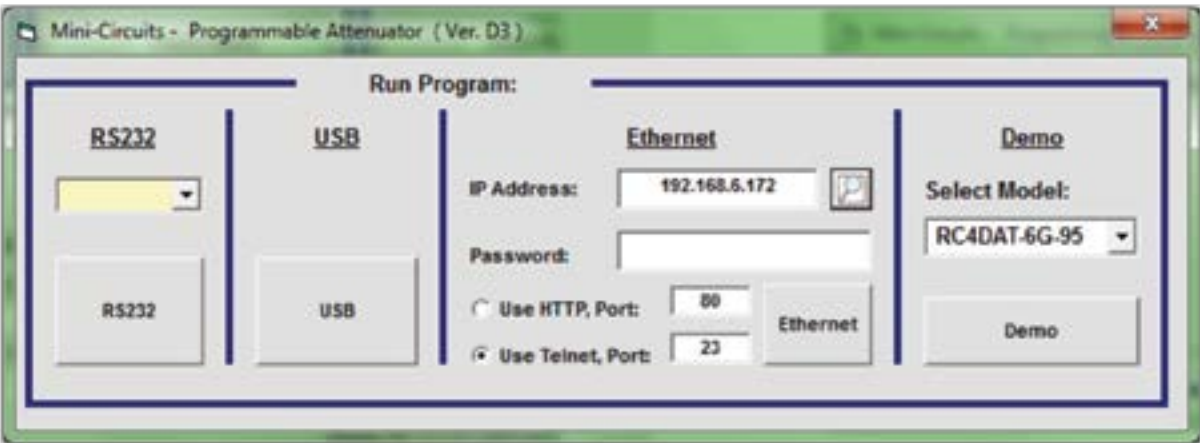 Mini-Circuits - Programmable Attenuator ( Ver. D3 )
Run Program:
RS232
RS232
USB
USB
Ethernet
IP Address: 192.168.6.172
Password:
Use HTTP, Port: 80
Use Telnet, Port: 23
Ethernet
Demo
Select Model:
RC4DAT-6G-95
Demo